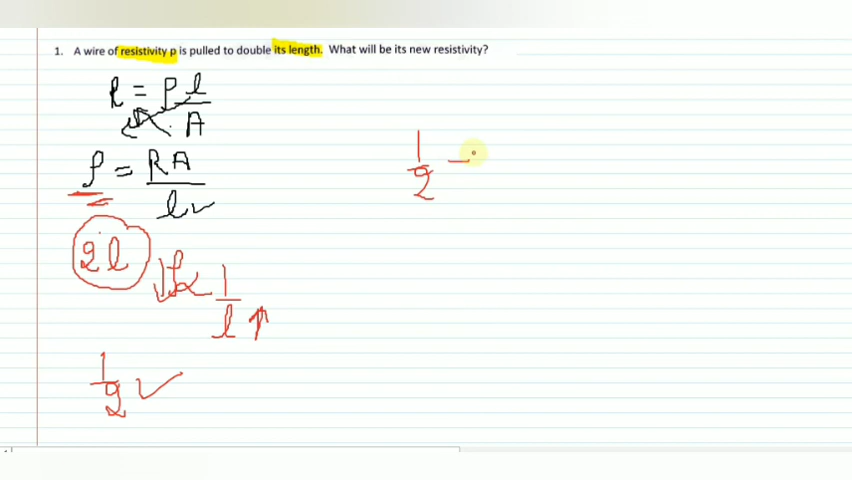 1. A wire of resistivity p is pulled to double its length. What will be its new resistivity?
R = ρ l/A
ρ = RA/l
2l
↓ρ ∝ 1/l ↑
1/2 ✓
1/2 –